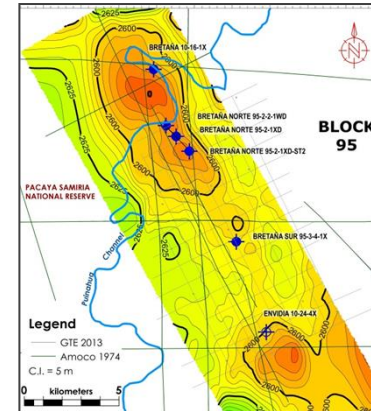 2625
2600
BRETAÑA 10-16-1X
2625
2600
2600
BRETAÑA NORTE 95-2-2-1WD
BRETAÑA NORTE 95-2-1XD
BRETAÑA NORTE 95-2-1XD-ST2
BLOCK
95
2625
2600
PACAYA SAMIRIA
NATIONAL RESERVE
BRETAÑA SUR 95-3-4-1X
Channel
ENVIDIA 10-24-4X
2600
2600
Legend
GTE 2013
Amoco 1974
C.I. = 5 m
0 kilometers 5